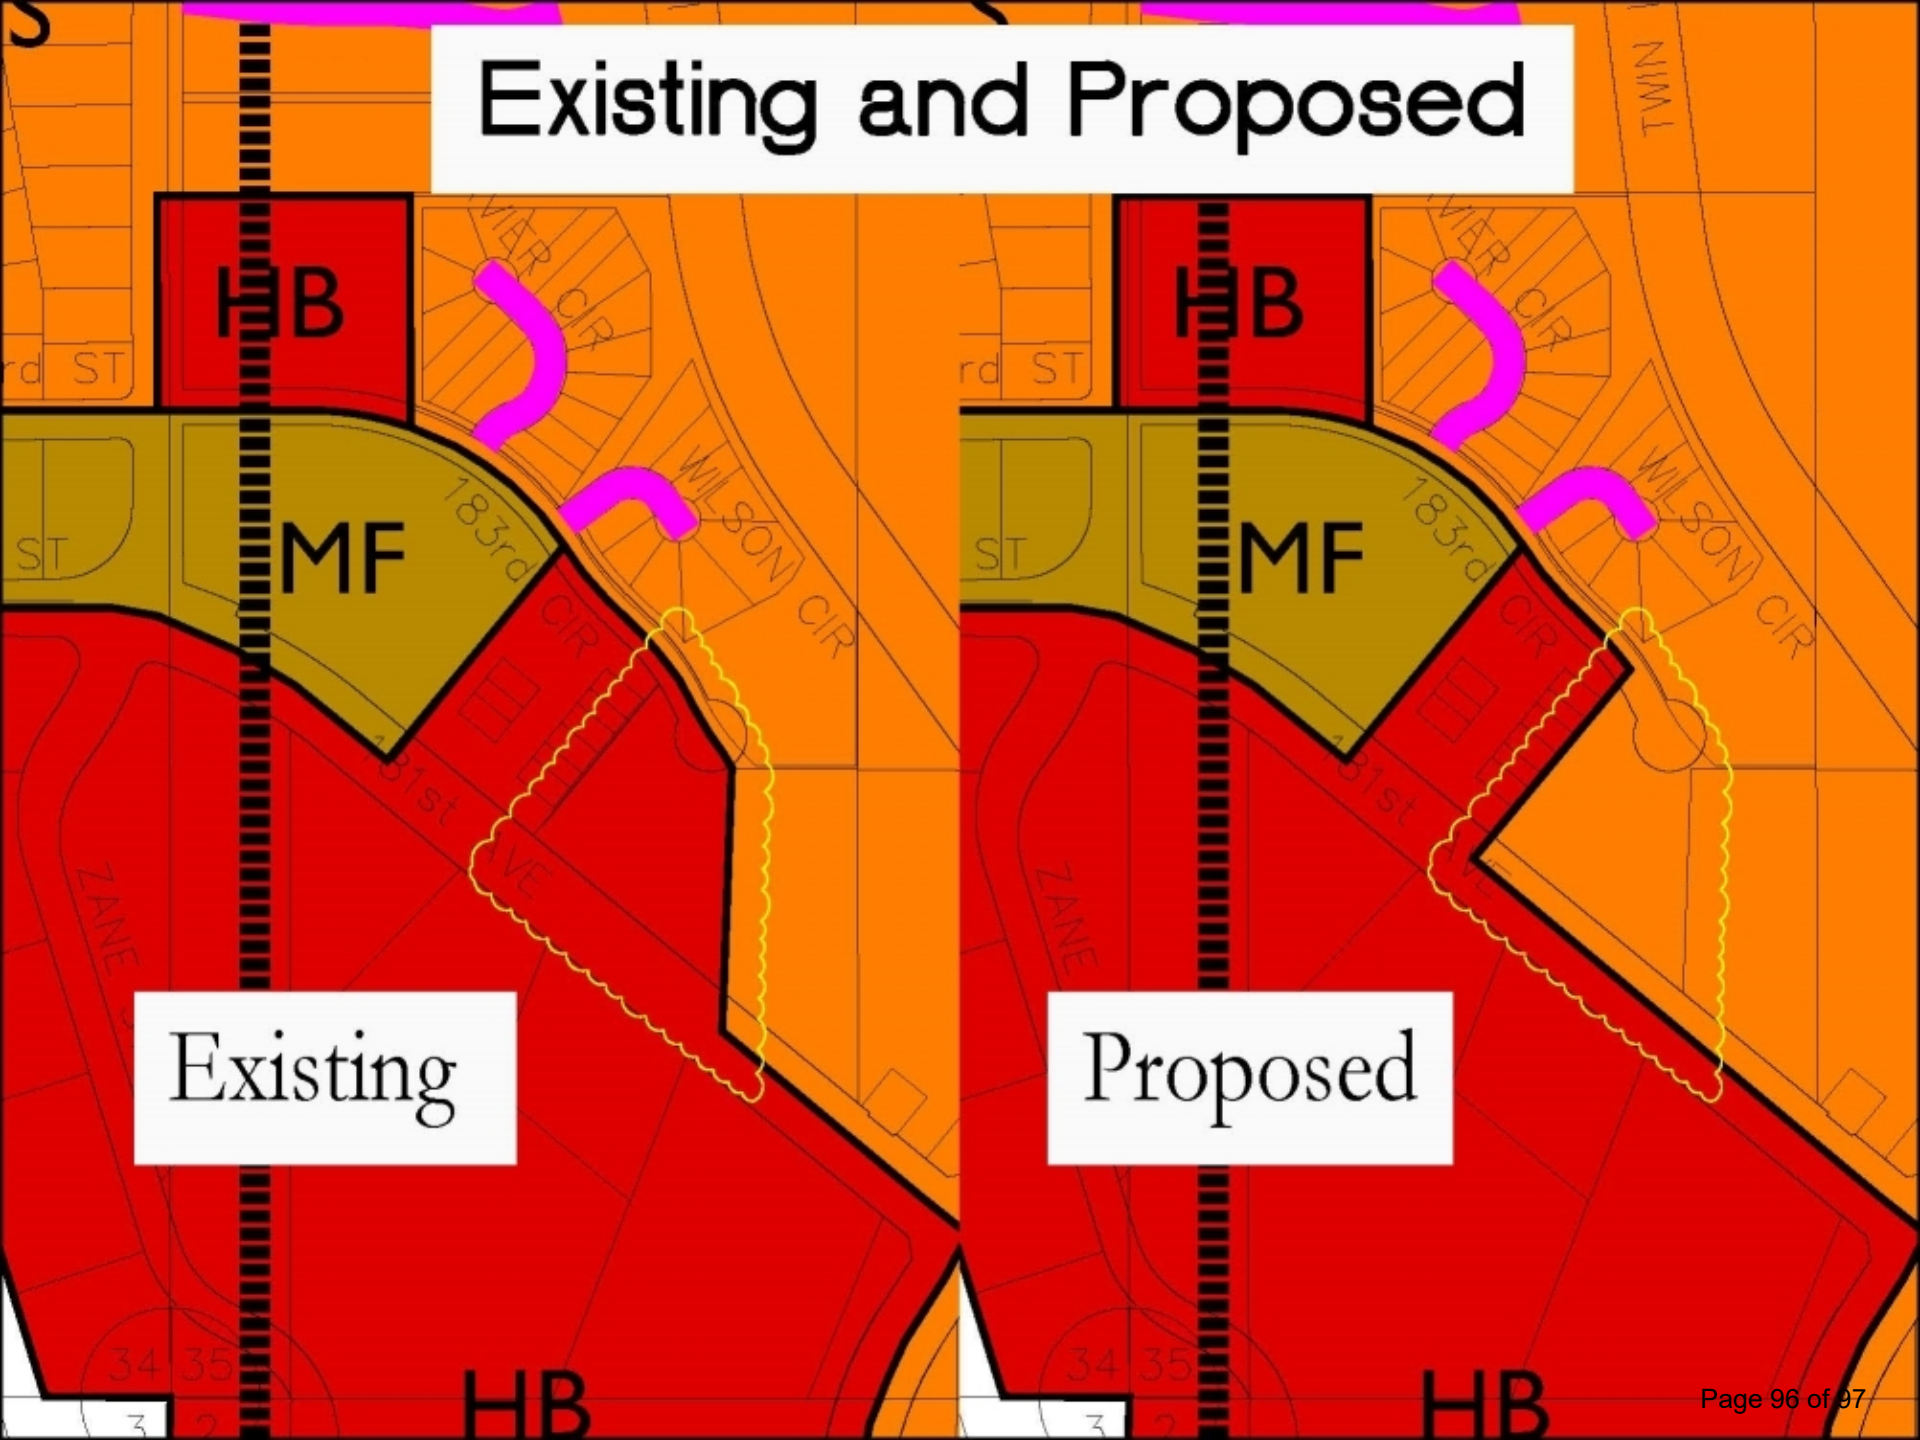 S
Existing and Proposed
TWIN
VIAR
CIR
VIAR
CIR
HB
HB
rd ST
rd ST
183rd
WILSON
CIR
183rd
WILSON
CIR
ST
MF
ST
MF
CIR
CIR
181st
AVE
181st
ZANE
ZANE
Existing
Proposed
34 35
34 35
HB
HB
Page 96 of 97
3 2
3 2